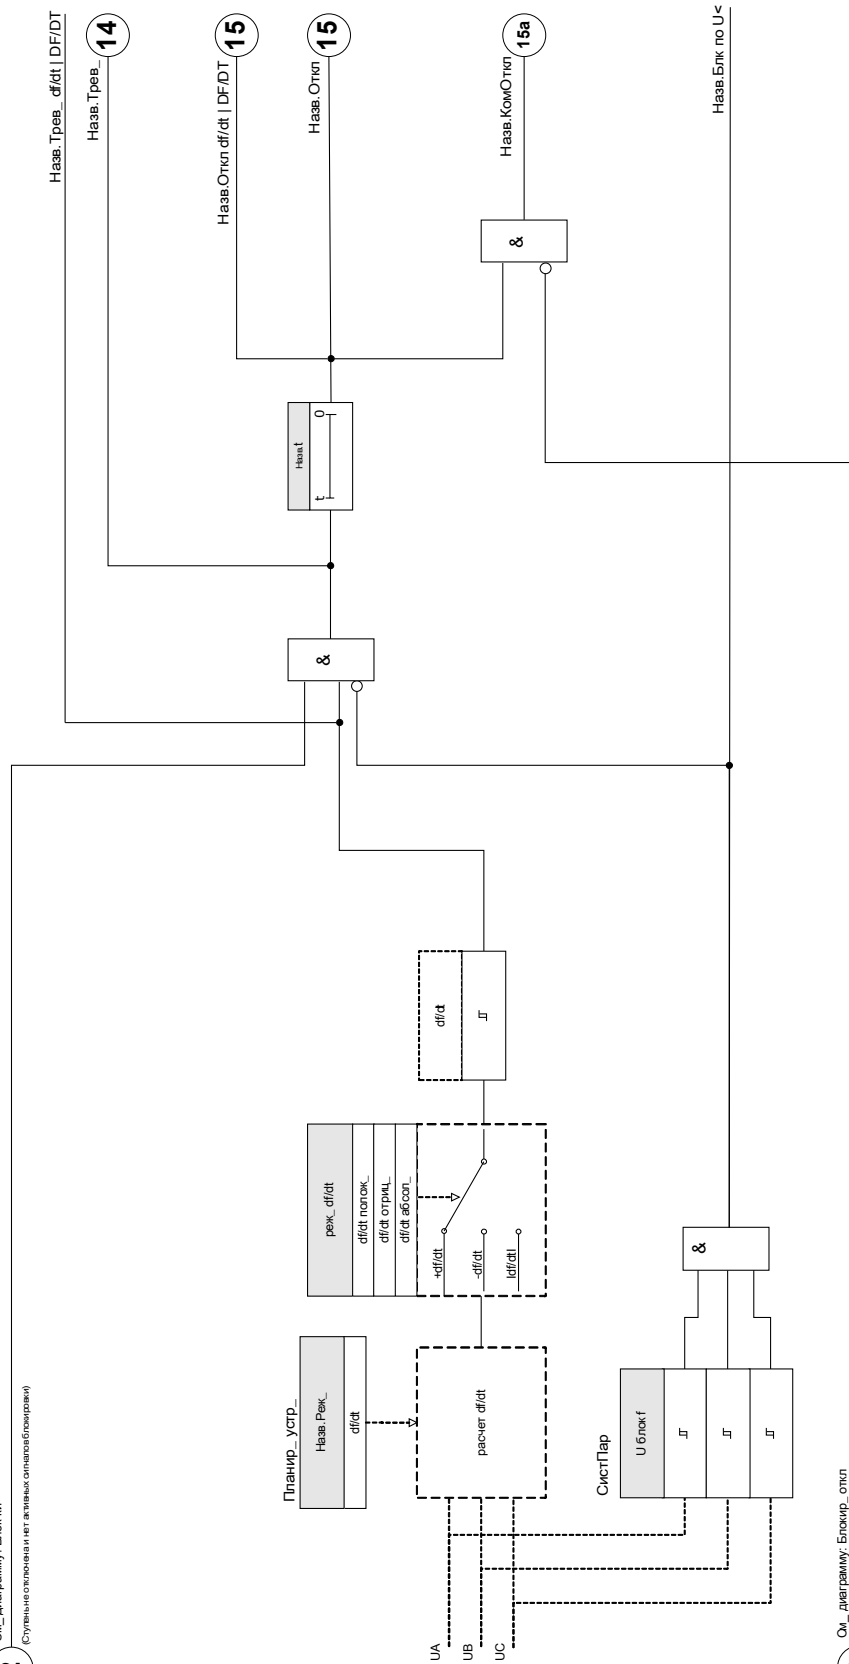 Назв.Трев_ df/dt | DF/DT
14
Назв.Трев_
15
Назв.Откл df/dt | DF/DT
15
Назв.Откл
15а
Назв.КомОткл
Назв.Блк по U<
&
Назв.t
t
0
&
df/dt
реж_ df/dt
df/dt полож_
df/dt отриц_
df/dt абсол_
+df/dt
-df/dt
|df/dt|
Планир_ устр_
Назв.Реж_
df/dt
расчет df/dt
UA
UB
UC
СистПар
U блок f
&
(Ступень не отключена и нет активных сигналов блокировки)
См_ диаграмму: Блокир_ откл